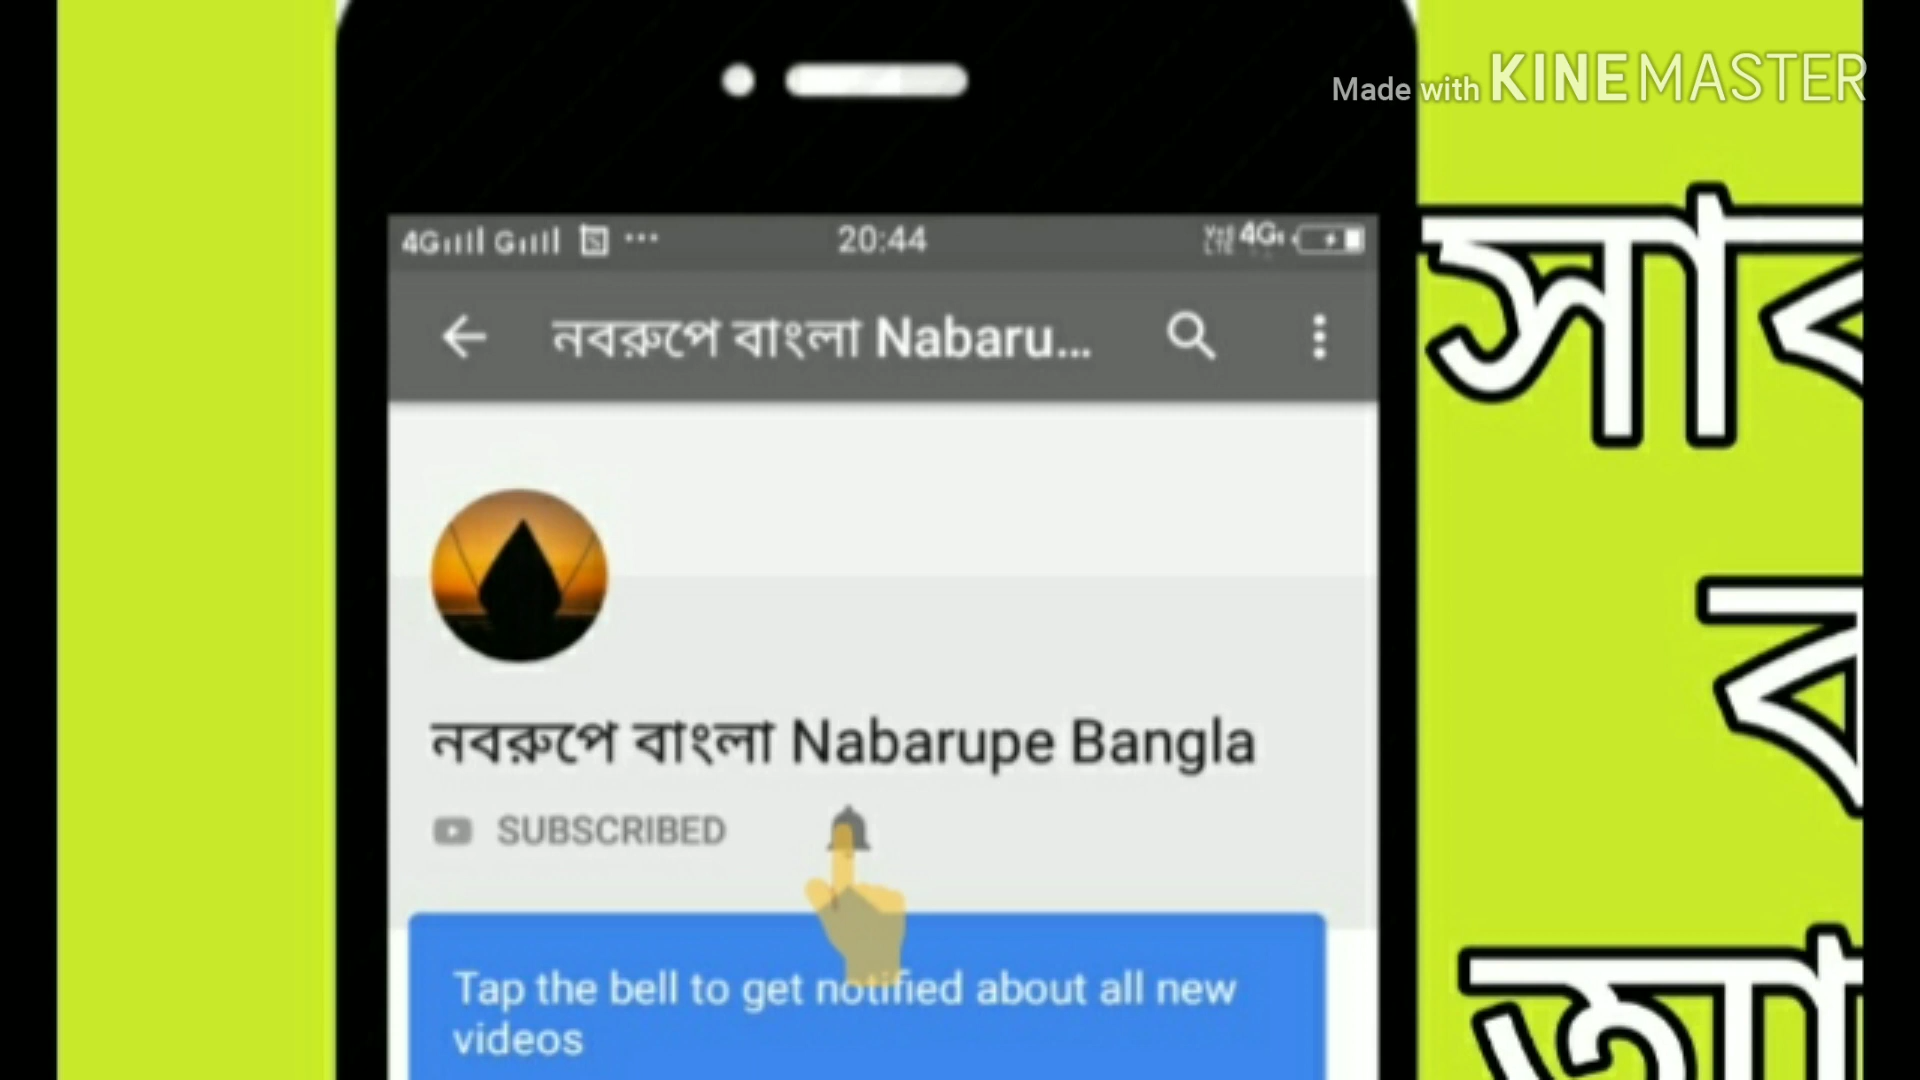 Made with KINEMASTER
4G G 20:44 4G
নবরুপে বাংলা Nabaru...
নবরুপে বাংলা Nabarupe Bangla
SUBSCRIBED
Tap the bell to get notified about all new
videos
সাব
ক
আ